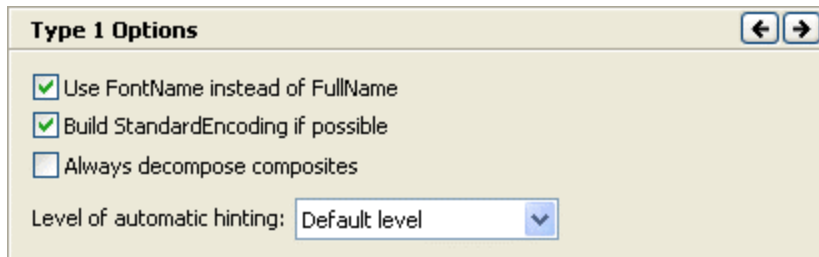 Type 1 Options
Use FontName instead of FullName
Build StandardEncoding if possible
Always decompose composites
Level of automatic hinting: Default level